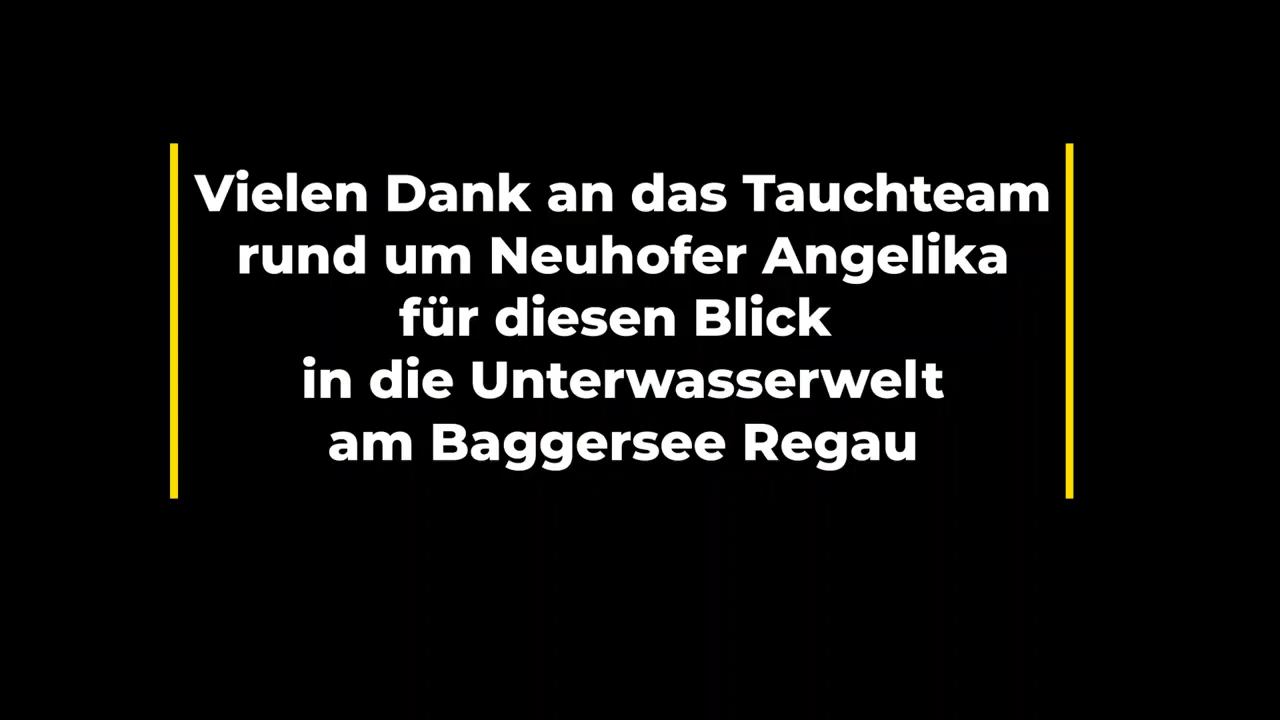 Vielen Dank an das Tauchteam
rund um Neuhofer Angelika
für diesen Blick
in die Unterwasserwelt
am Baggersee Regau